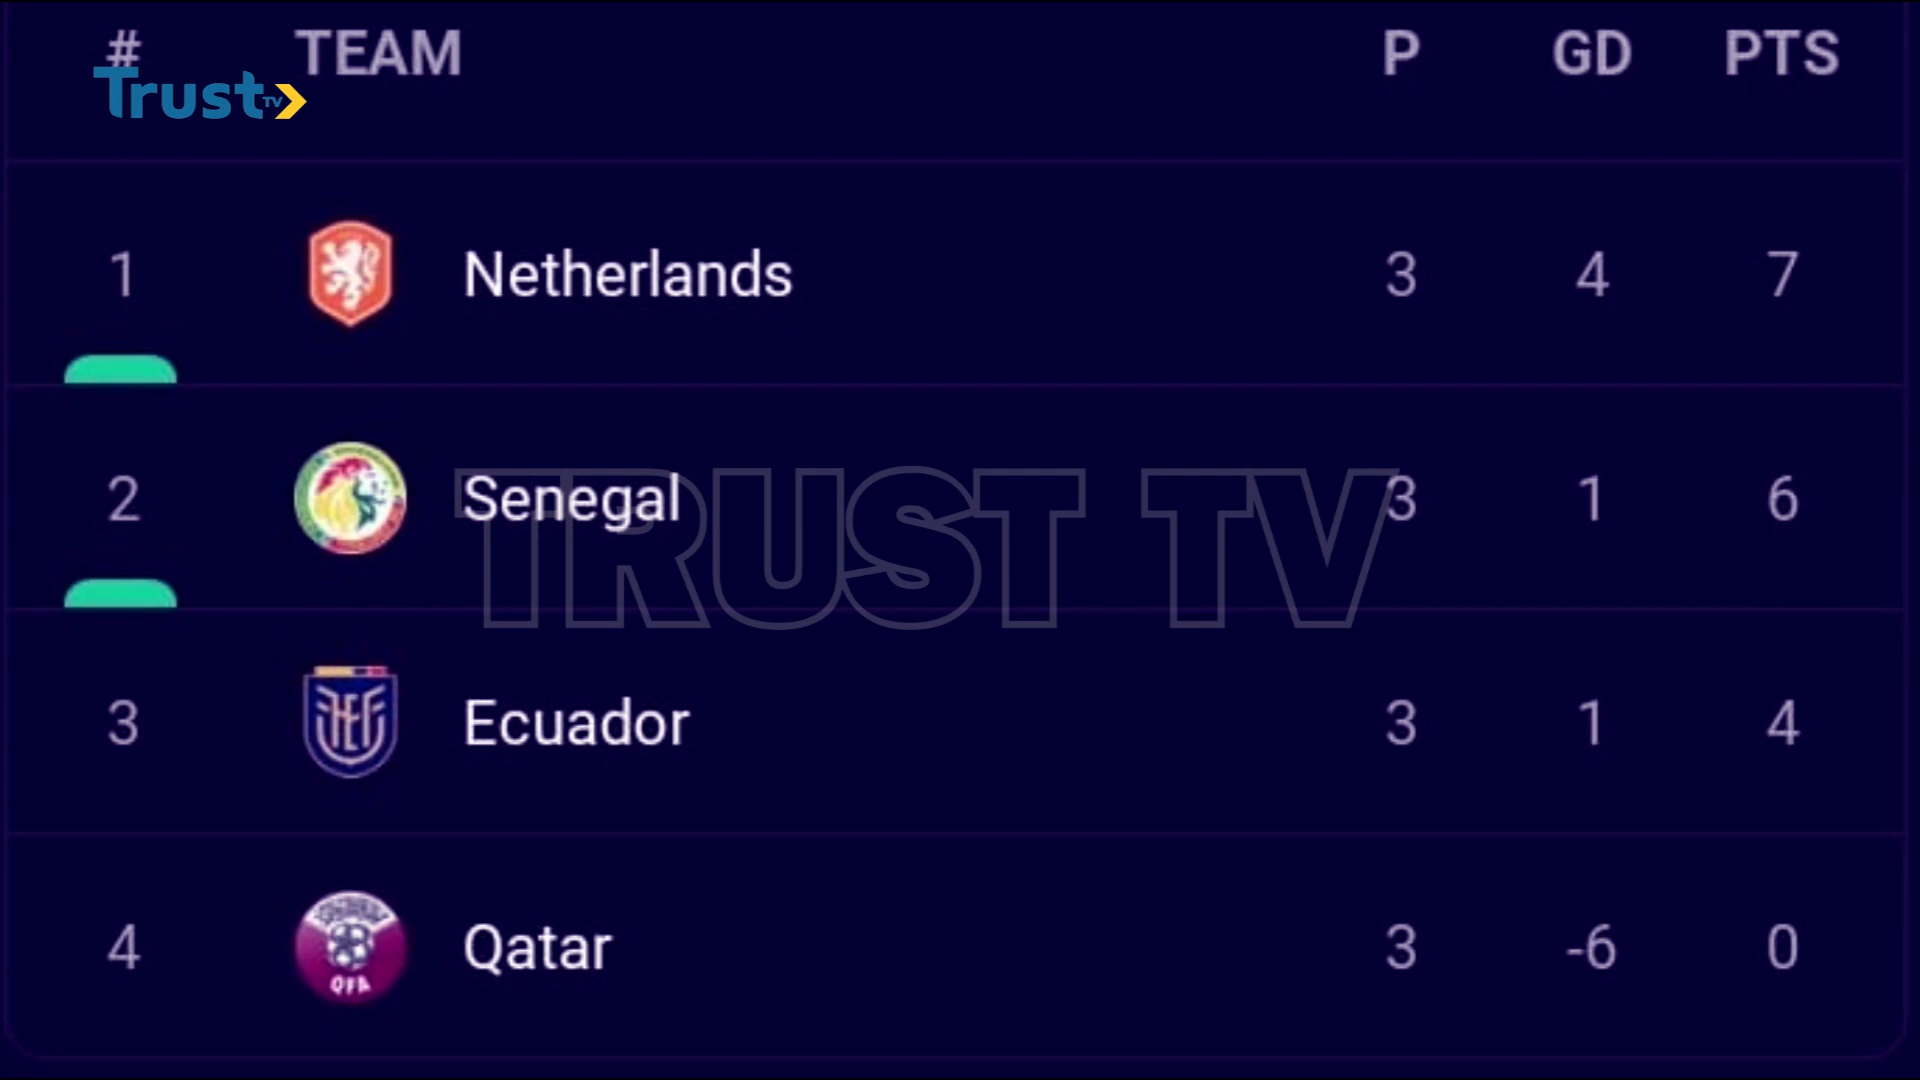 # TEAM P GD PTS
Trust TV
1 Netherlands 3 4 7
2 Senegal 3 1 6
TRUST TV
3 Ecuador 3 1 4
4 Qatar 3 -6 0
QFA